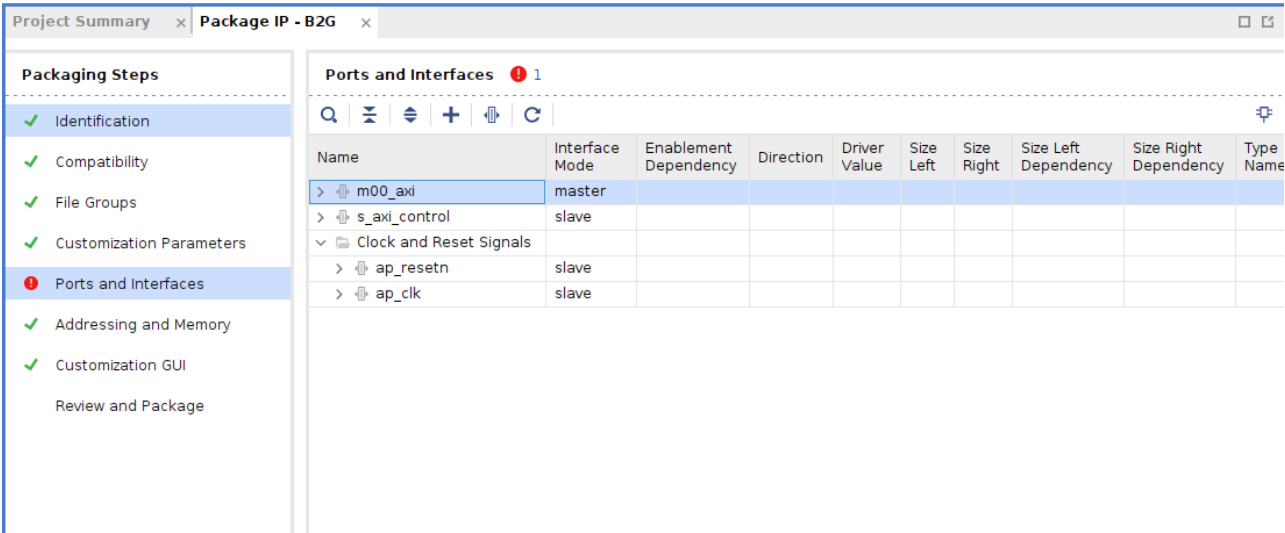 Project Summary × Package IP - B2G ×
Packaging Steps
Identification
Compatibility
File Groups
Customization Parameters
Ports and Interfaces
Addressing and Memory
Customization GUI
Review and Package
Ports and Interfaces 1
Name Interface Mode Enablement Dependency Direction Driver Value Size Left Size Right Size Left Dependency Size Right Dependency Type Name
m00_axi master
s_axi_control slave
Clock and Reset Signals
ap_resetn slave
ap_clk slave